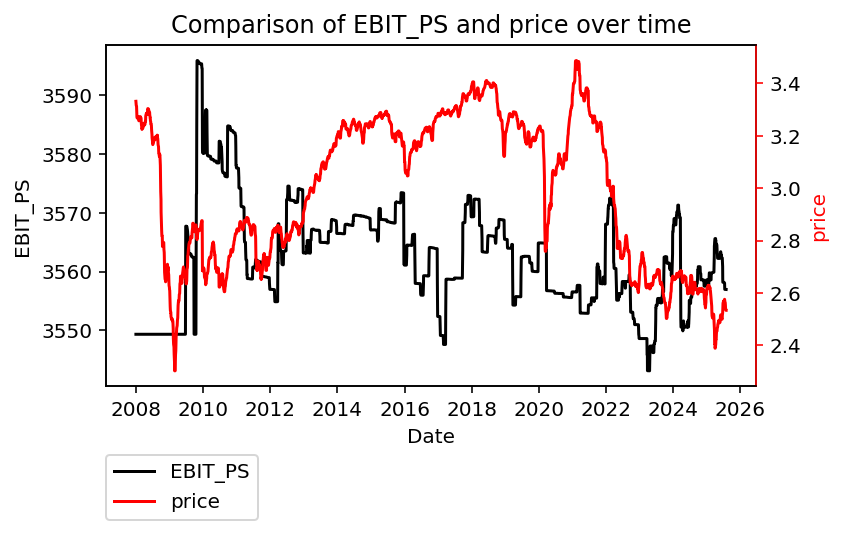 Comparison of EBIT_PS and price over time
EBIT_PS
3590
3580
3570
3560
3550
3.4
3.2
3.0
2.8
2.6
2.4
price
2008 2010 2012 2014 2016 2018 2020 2022 2024 2026
Date
EBIT_PS
price